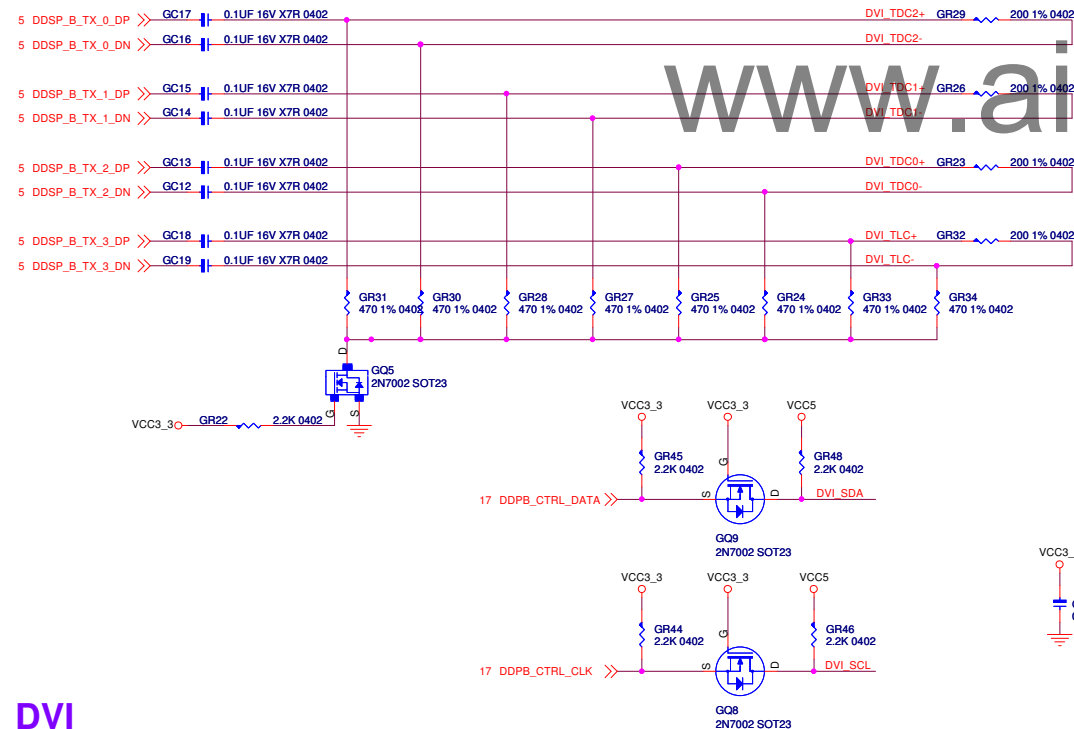 5 DDSP_B_TX_0_DP GC17 0.1UF 16V X7R 0402 DVI_TDC2+ GR29 200 1% 0402
5 DDSP_B_TX_0_DN GC16 0.1UF 16V X7R 0402 DVI_TDC2-
www.ai
5 DDSP_B_TX_1_DP GC15 0.1UF 16V X7R 0402 DVI_TDC1+ GR26 200 1% 0402
5 DDSP_B_TX_1_DN GC14 0.1UF 16V X7R 0402 DVI_TDC1-
5 DDSP_B_TX_2_DP GC13 0.1UF 16V X7R 0402 DVI_TDC0+ GR23 200 1% 0402
5 DDSP_B_TX_2_DN GC12 0.1UF 16V X7R 0402 DVI_TDC0-
5 DDSP_B_TX_3_DP GC18 0.1UF 16V X7R 0402 DVI_TLC+ GR32 200 1% 0402
5 DDSP_B_TX_3_DN GC19 0.1UF 16V X7R 0402 DVI_TLC-
GR31 GR30 GR28 GR27 GR25 GR24 GR33 GR34
470 1% 0402 470 1% 0402 470 1% 0402 470 1% 0402 470 1% 0402 470 1% 0402 470 1% 0402 470 1% 0402
D
GQ5
2N7002 SOT23
G S
VCC3_3 GR22 2.2K 0402
VCC3_3 VCC3_3 VCC5
GR45 GR48
2.2K 0402 2.2K 0402
G
17 DDPB_CTRL_DATA S D DVI_SDA
GQ9
2N7002 SOT23
VCC3_
VCC3_3 VCC3_3 VCC5
GR44 GR46
2.2K 0402 2.2K 0402
G
17 DDPB_CTRL_CLK S D DVI_SCL
GQ8
2N7002 SOT23
DVI